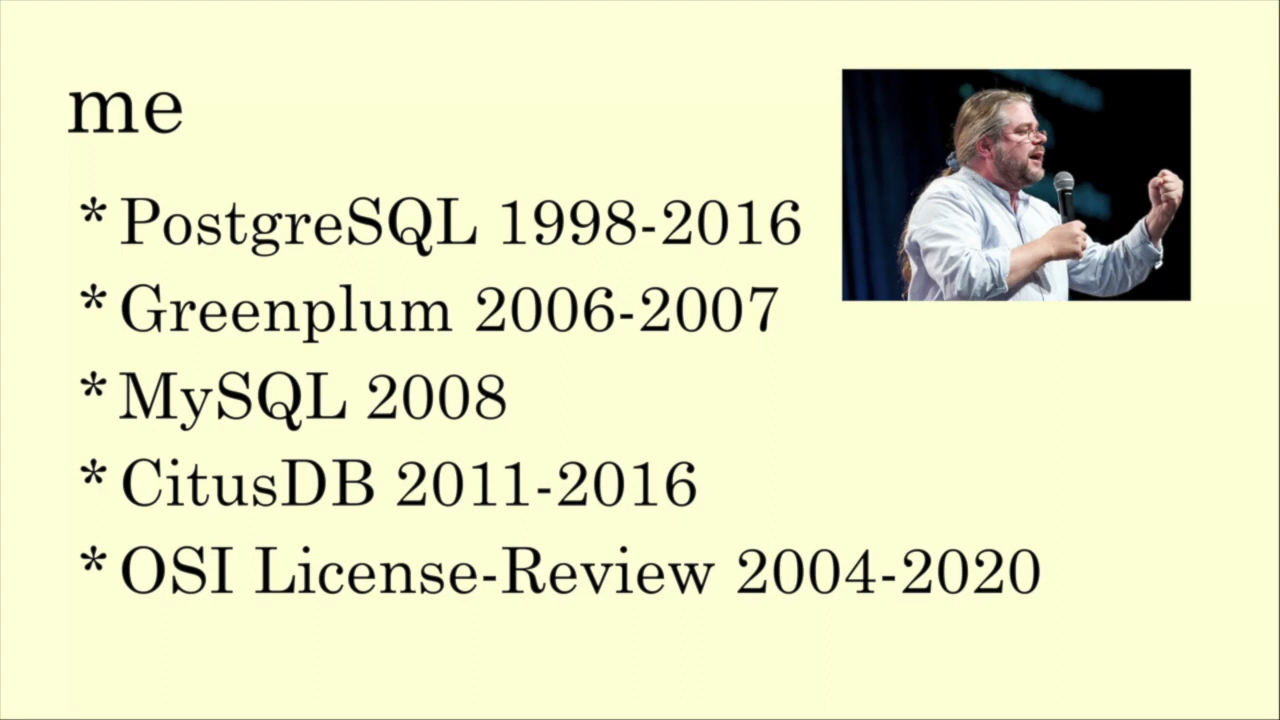 me
* PostgreSQL 1998-2016
* Greenplum 2006-2007
* MySQL 2008
* CitusDB 2011-2016
* OSI License-Review 2004-2020